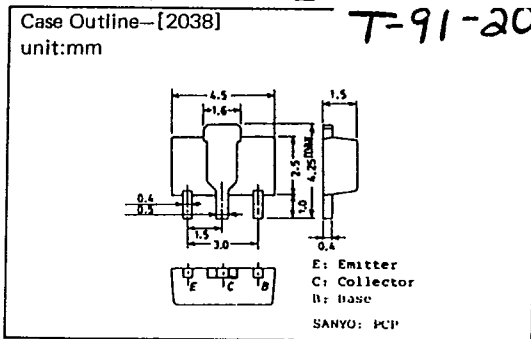 Case Outline—[2038]
T-91-20
unit:mm
4.5
1.6
1.5
2.5
4.25max
1.0
0.4
0.5
1.5
3.0
0.4
E: Emitter
C: Collector
B: Base
E C B
SANYO: PCP